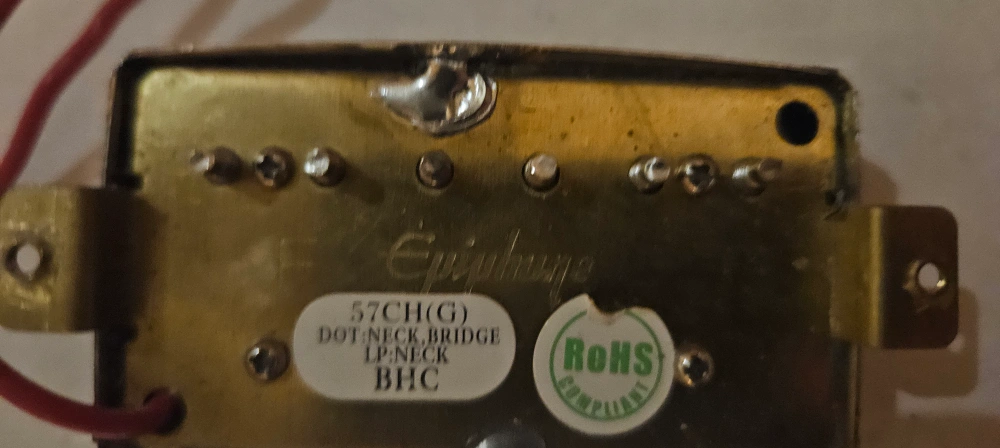 Epiphone
57CH(G)
DOT:NECK,BRIDGE
LP:NECK
BHC
RoHS
COMPLIANT